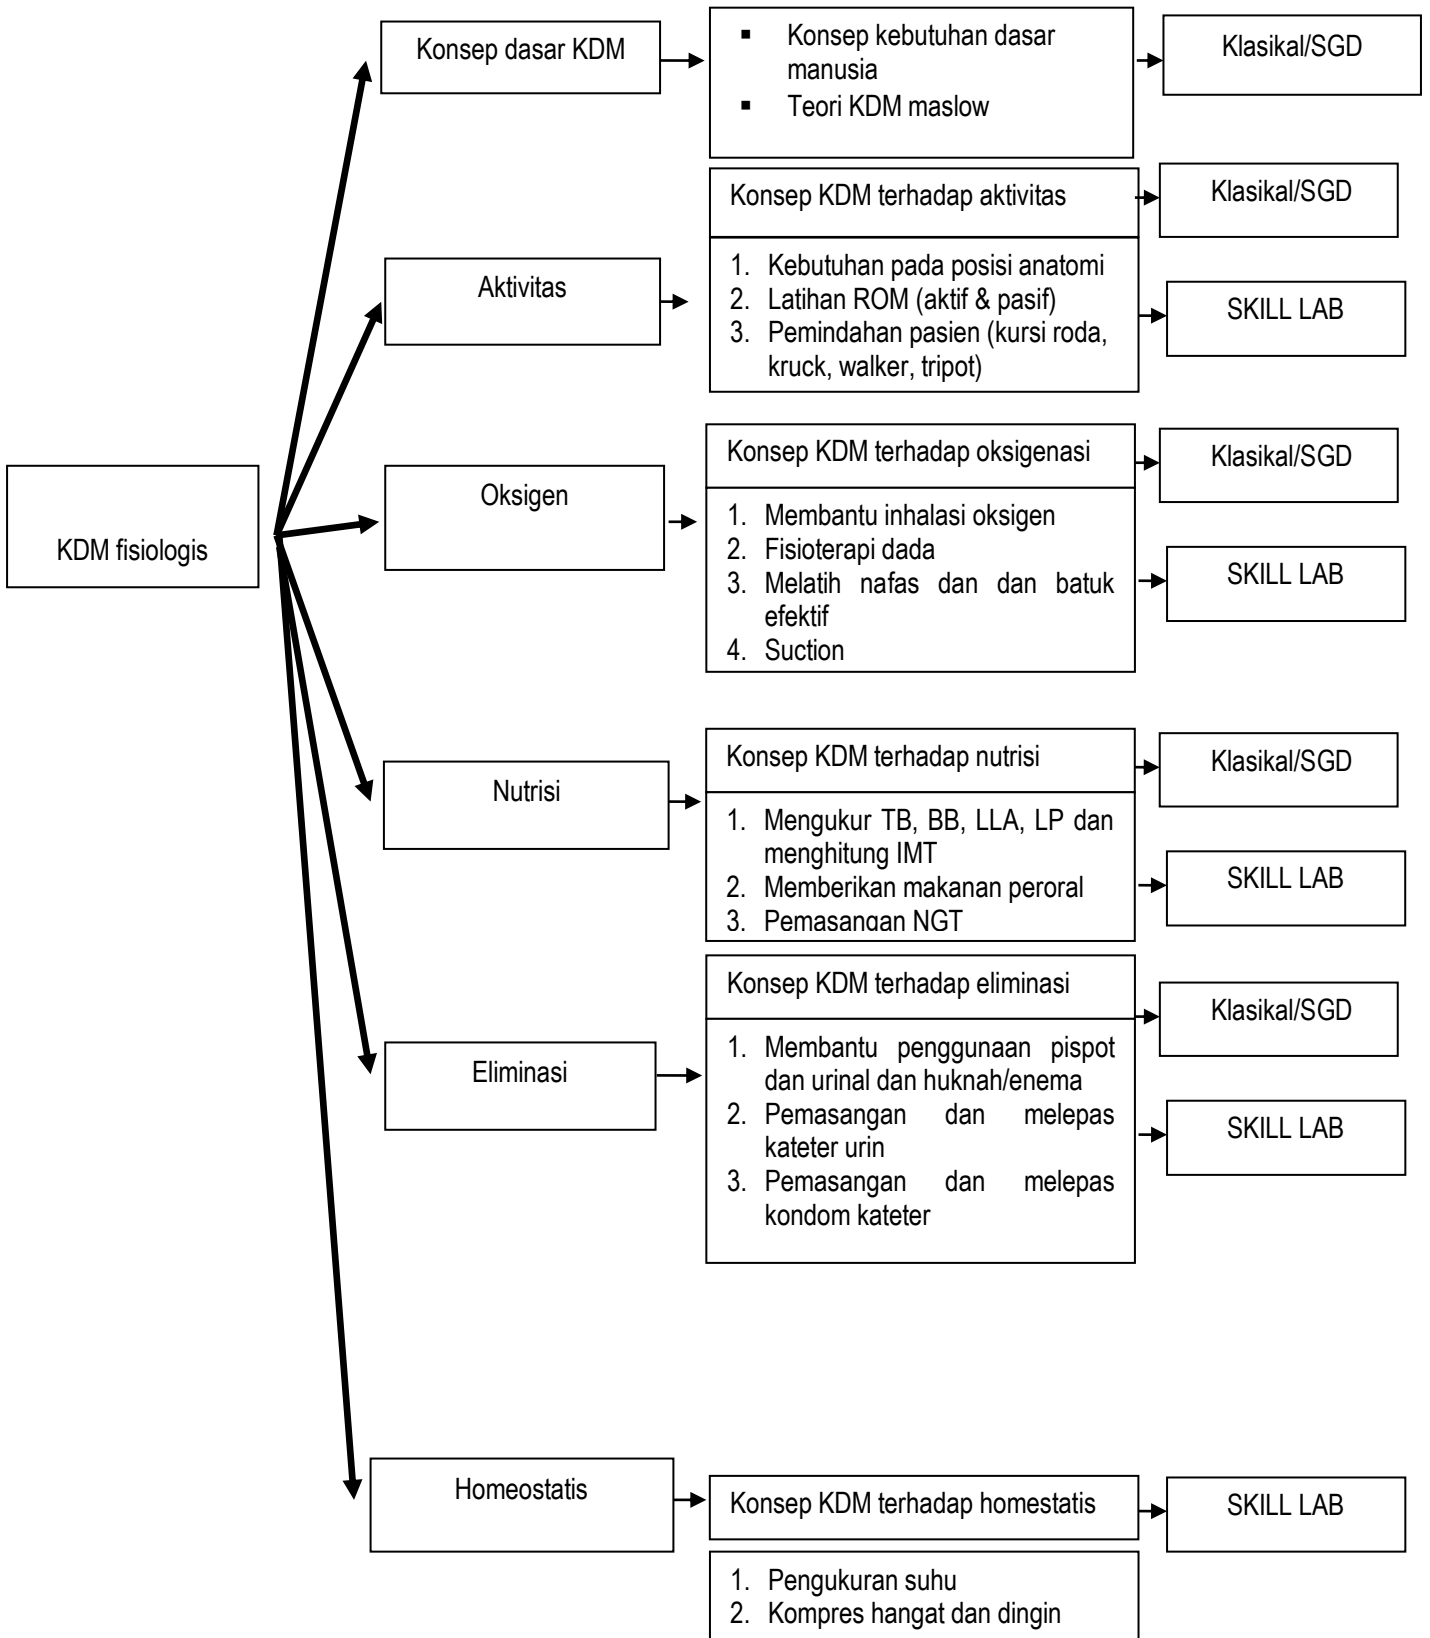 Konsep dasar KDM
▪ Konsep kebutuhan dasar
manusia
▪ Teori KDM maslow
Klasikal/SGD
Aktivitas
Konsep KDM terhadap aktivitas
1. Kebutuhan pada posisi anatomi
2. Latihan ROM (aktif & pasif)
3. Pemindahan pasien (kursi roda,
kruck, walker, tripot)
Klasikal/SGD
SKILL LAB
KDM fisiologis
Oksigen
Konsep KDM terhadap oksigenasi
1. Membantu inhalasi oksigen
2. Fisioterapi dada
3. Melatih nafas dan dan batuk
efektif
4. Suction
Klasikal/SGD
SKILL LAB
Nutrisi
Konsep KDM terhadap nutrisi
1. Mengukur TB, BB, LLA, LP dan
menghitung IMT
2. Memberikan makanan peroral
3. Pemasangan NGT
Klasikal/SGD
SKILL LAB
Eliminasi
Konsep KDM terhadap eliminasi
1. Membantu penggunaan pispot
dan urinal dan huknah/enema
2. Pemasangan dan melepas
kateter urin
3. Pemasangan dan melepas
kondom kateter
Klasikal/SGD
SKILL LAB
Homeostatis
Konsep KDM terhadap homestatis
1. Pengukuran suhu
2. Kompres hangat dan dingin
SKILL LAB